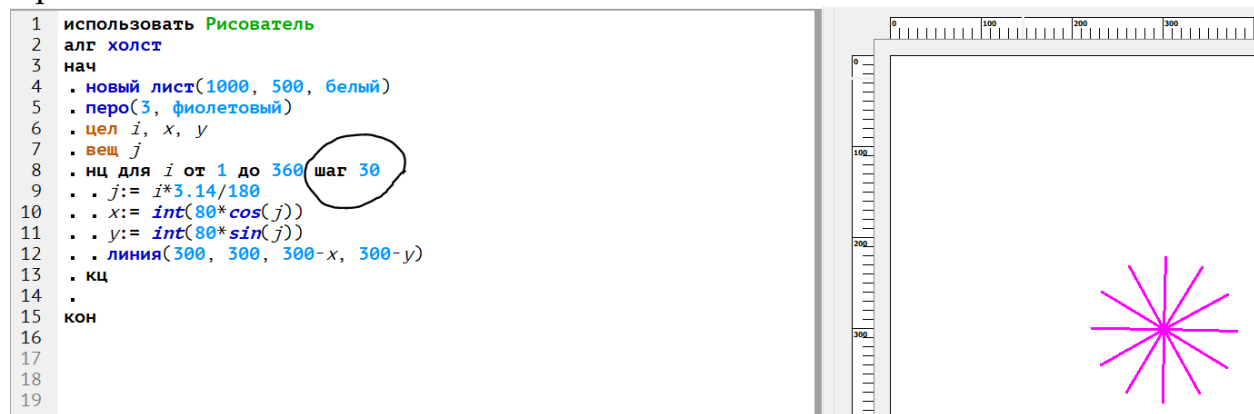 1 использовать Рисователь
2 алг холст
3 нач
4 . новый лист(1000, 500, белый)
5 . перо(3, фиолетовый)
6 . цел i, x, y
7 . вещ j
8 . нц для i от 1 до 360 шаг 30
9 . . j:= i*3.14/180
10 . . x:= int(80*cos(j))
11 . . y:= int(80*sin(j))
12 . . линия(300, 300, 300-x, 300-y)
13 . кц
14 .
15 кон
16
17
18
19
0 100 200 300
0
100
200
300